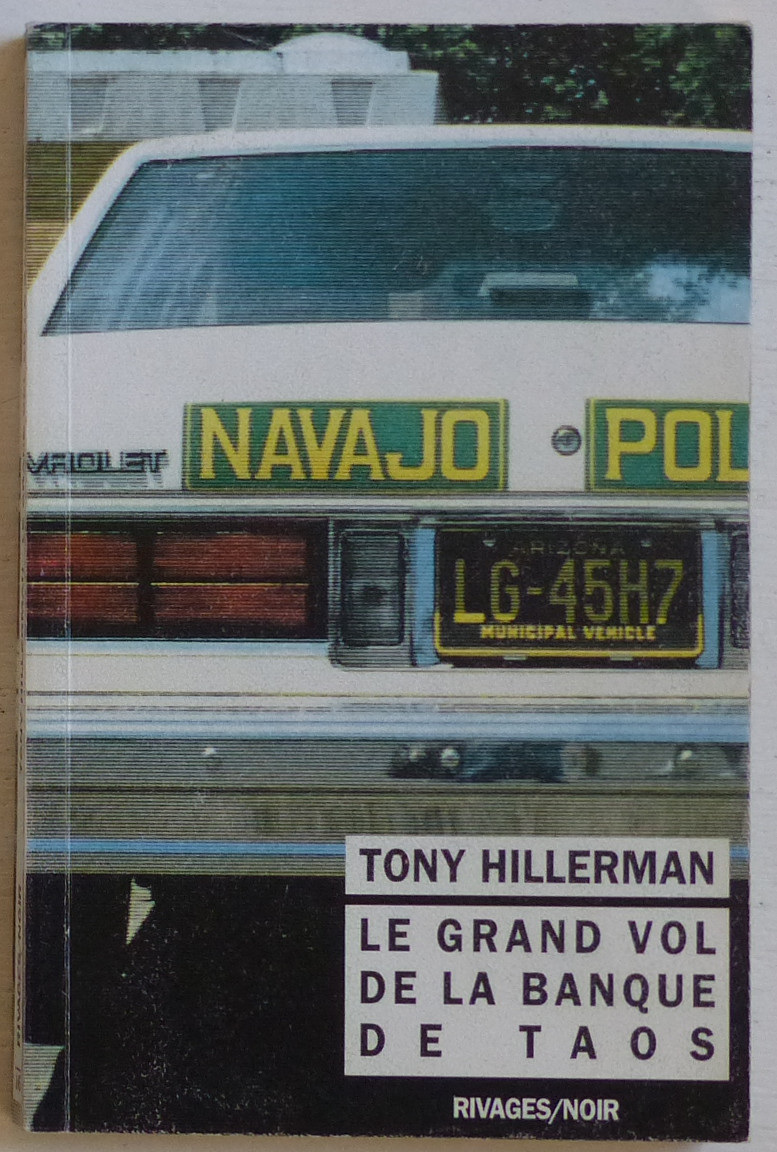 NAVAJO POL
VROLET
ARIZONA
LG-45H7
MUNICIPAL VEHICLE
TONY HILLERMAN
LE GRAND VOL
DE LA BANQUE
DE TAOS
RIVAGES/NOIR